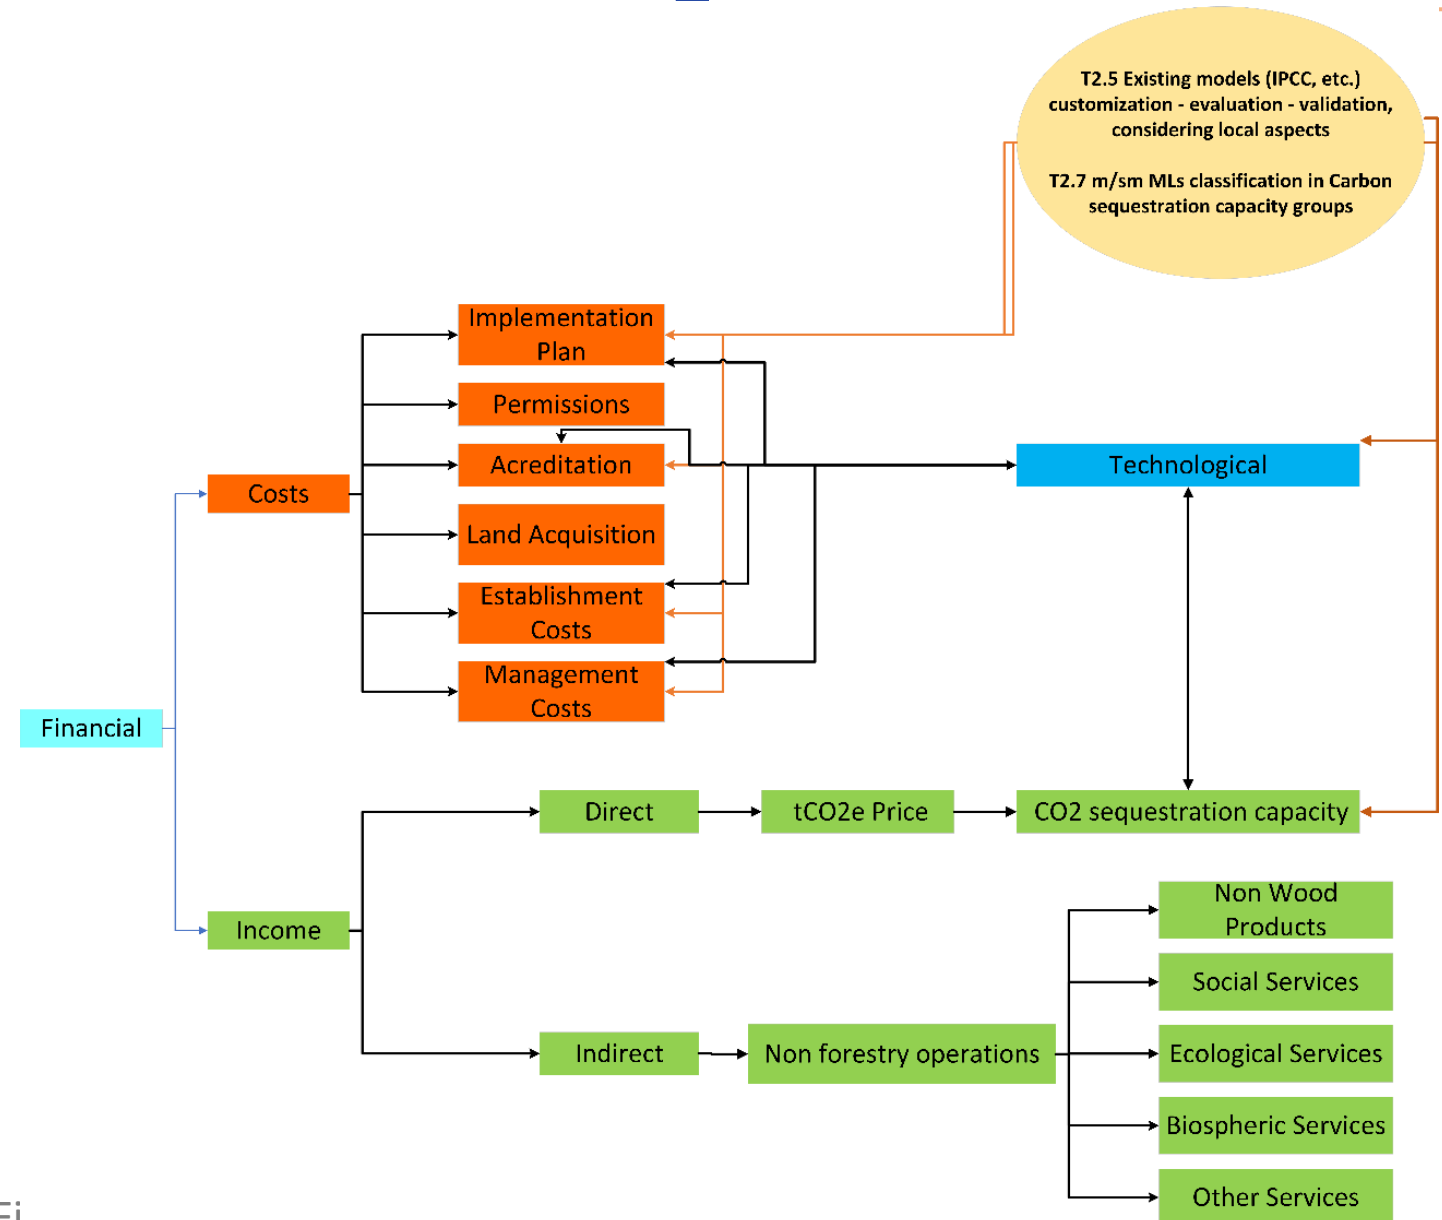 T2.5 Existing models (IPCC, etc.)
customization - evaluation - validation,
considering local aspects
T2.7 m/sm MLs classification in Carbon
sequestration capacity groups
Implementation
Plan
Permissions
Acreditation
Technological
Costs
Land Acquisition
Establishment
Costs
Management
Costs
Financial
Direct
tCO2e Price
CO2 sequestration capacity
Non Wood
Products
Income
Social Services
Indirect
Non forestry operations
Ecological Services
Biospheric Services
Other Services